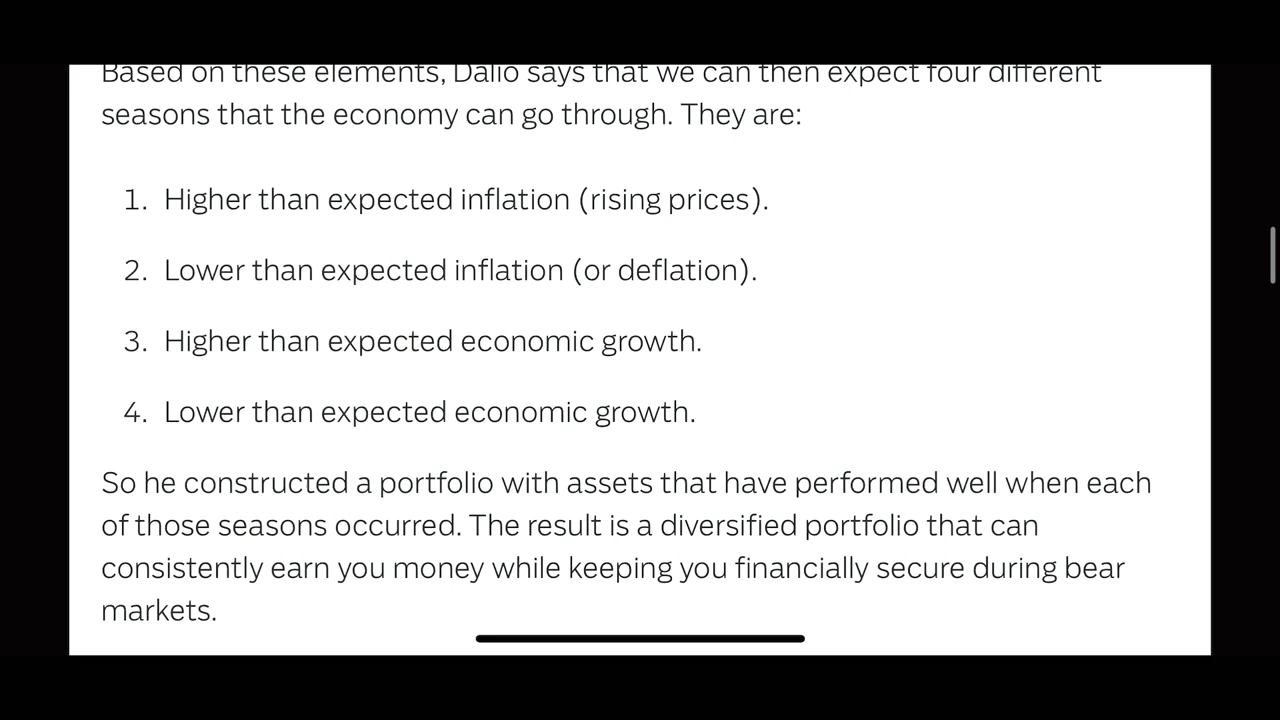 Based on these elements, Dalio says that we can then expect four different
seasons that the economy can go through. They are:
1. Higher than expected inflation (rising prices).
2. Lower than expected inflation (or deflation).
3. Higher than expected economic growth.
4. Lower than expected economic growth.
So he constructed a portfolio with assets that have performed well when each
of those seasons occurred. The result is a diversified portfolio that can
consistently earn you money while keeping you financially secure during bear
markets.